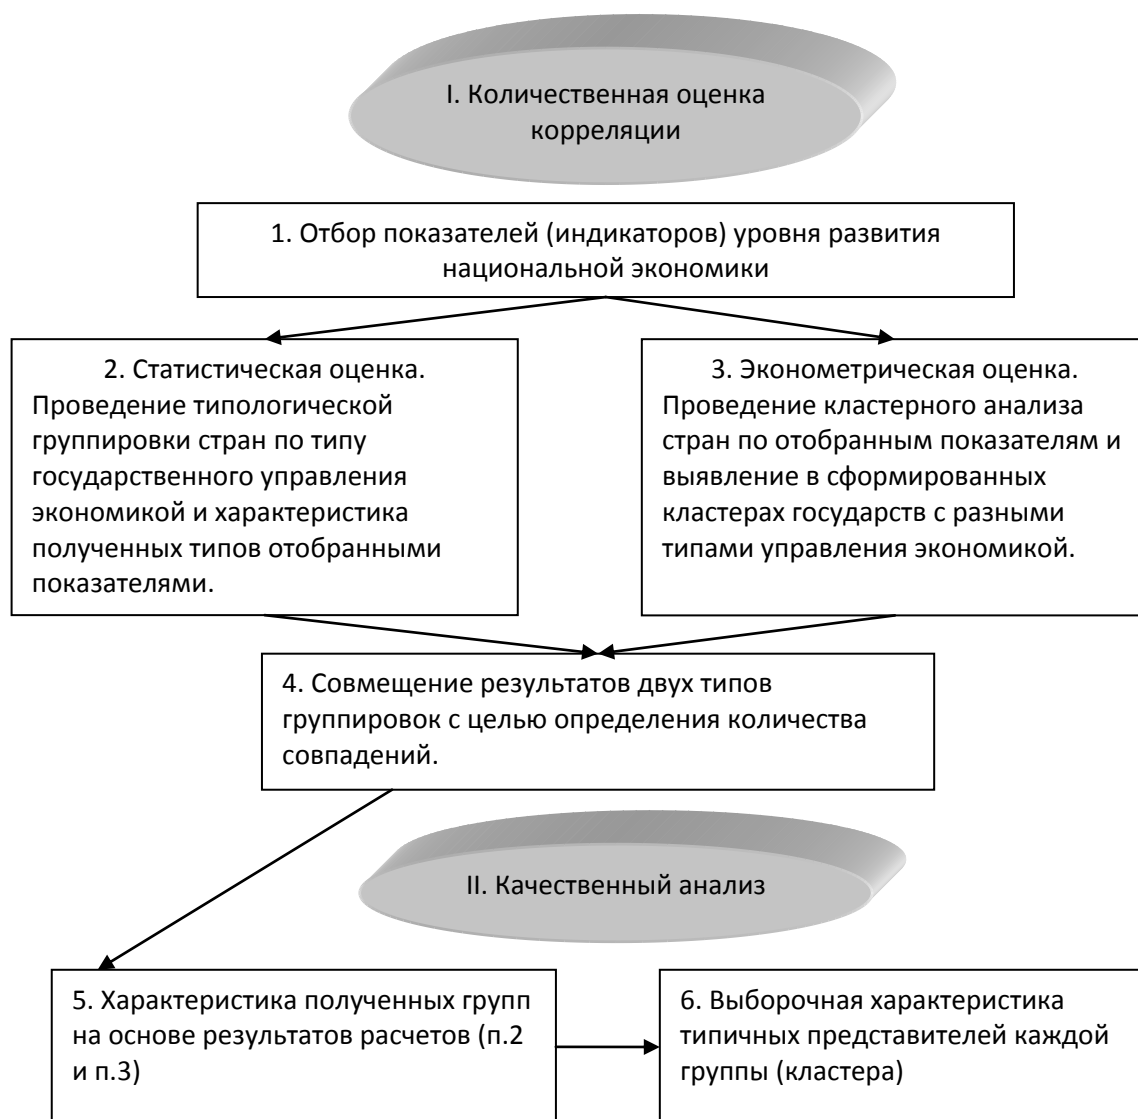 I. Количественная оценка
корреляции
1. Отбор показателей (индикаторов) уровня развития
национальной экономики
2. Статистическая оценка.
Проведение типологической
группировки стран по типу
государственного управления
экономикой и характеристика
полученных типов отобранными
показателями.
3. Эконометрическая оценка.
Проведение кластерного анализа
стран по отобранным показателям и
выявление в сформированных
кластерах государств с разными
типами управления экономикой.
4. Совмещение результатов двух типов
группировок с целью определения количества
совпадений.
II. Качественный анализ
5. Характеристика полученных групп
на основе результатов расчетов (п.2
и п.3)
6. Выборочная характеристика
типичных представителей каждой
группы (кластера)